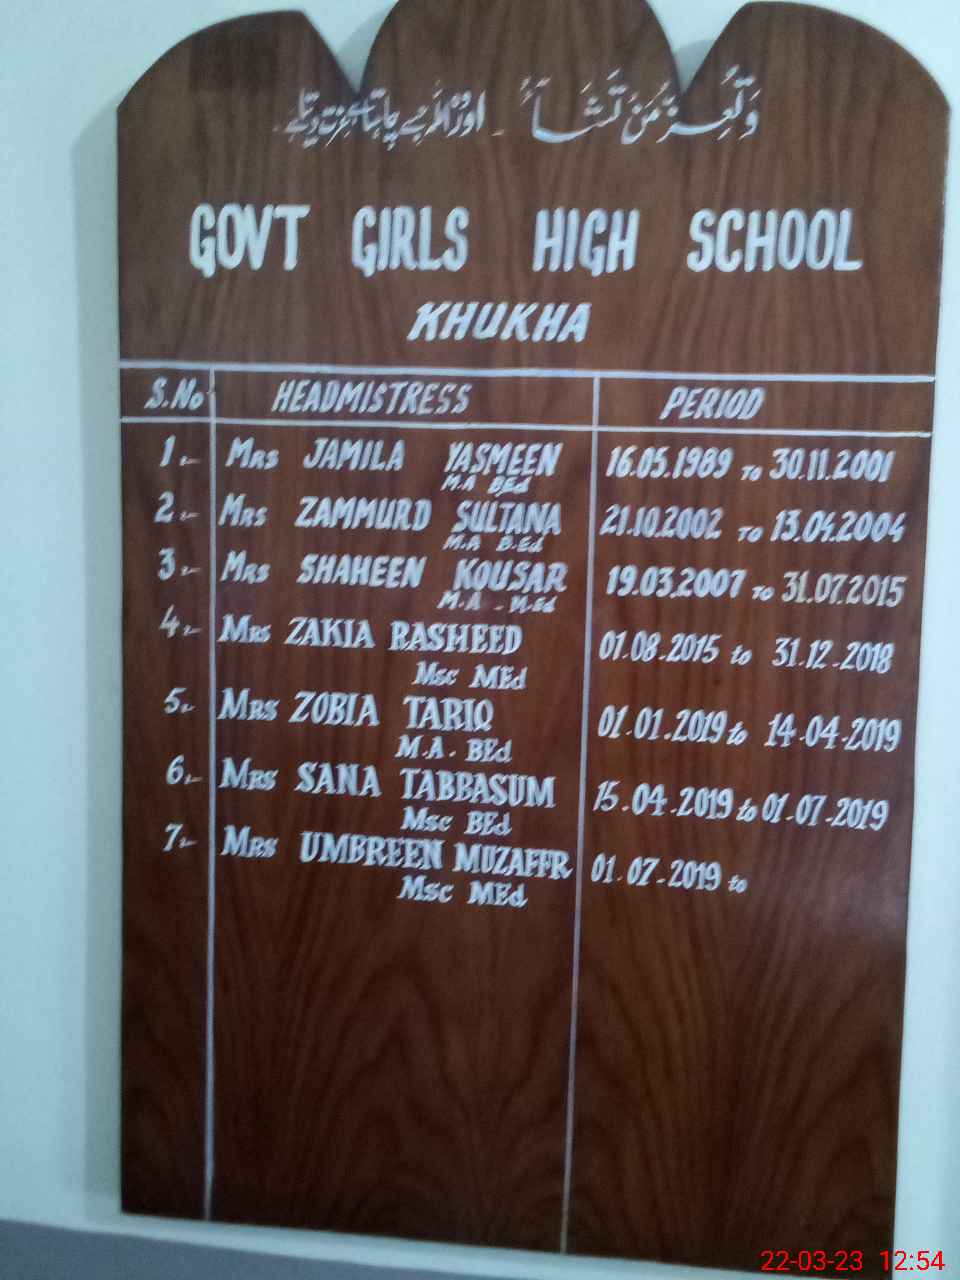 وَتُعِزُّ مَنْ تَشَاءُ ۔ اور اللہ جسے چاہتا ہے عزت دیتا ہے۔
GOVT GIRLS HIGH SCHOOL
KHUKHA
S.No HEADMISTRESS PERIOD
1 MRS JAMILA YASMEEN 16.05.1989 TO 30.11.2001
M.A BEd
2 MRS ZAMMURD SULTANA 21.10.2002 TO 13.04.2004
M.A B.Ed
3 MRS SHAHEEN KOUSAR 19.03.2007 TO 31.07.2015
M.A - M.Ed
4 MRS ZAKIA RASHEED 01.08.2015 to 31.12-2018
Msc MEd
5 MRS ZOBIA TARIQ 01.01.2019 to 14-04-2019
M.A. BEd
6 MRS SANA TABBASUM 15.04-2019 to 01-07-2019
Msc BEd
7 MRS UMBREEN MUZAFFR 01-07-2019 to
Msc MEd
22-03-23 12:54